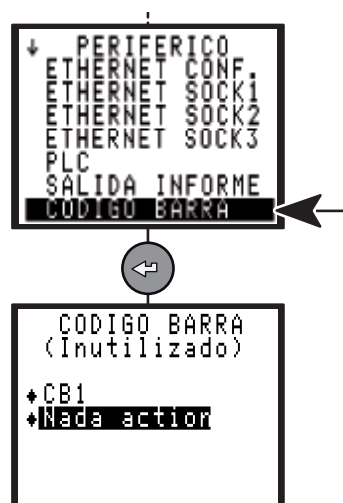 ↓ PERIFERICO
ETHERNET CONF.
ETHERNET SOCK1
ETHERNET SOCK2
ETHERNET SOCK3
PLC
SALIDA INFORME
CODIGO BARRA
CODIGO BARRA
(Inutilizado)
♦CB1
♦Nada action